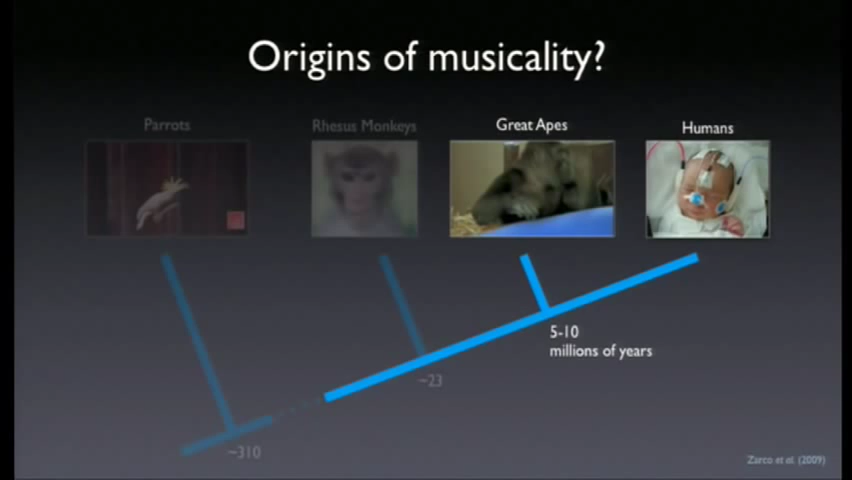 Origins of musicality?
Parrots
Rhesus Monkeys
Great Apes
Humans
5-10
millions of years
~23
~310
Zarco et al. (2009)